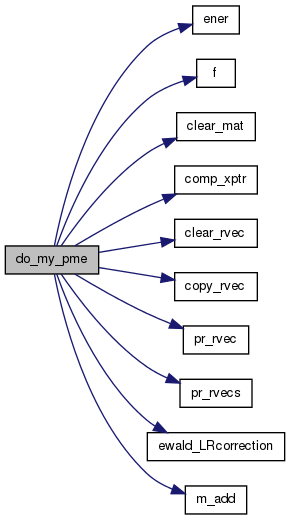 ener
f
clear_mat
comp_xptr
clear_rvec
do_my_pme
copy_rvec
pr_rvec
pr_rvecs
ewald_LRcorrection
m_add